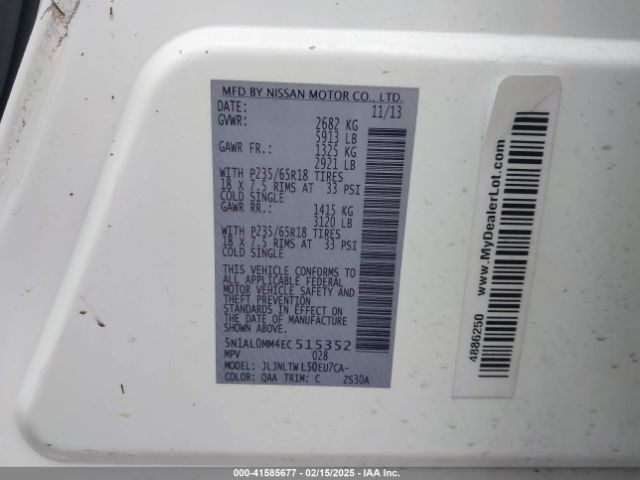 MFD BY NISSAN MOTOR CO., LTD.
DATE: 11/13
GVWR: 2682 KG
5913 LB
GAWR FR.: 1325 KG
2921 LB
WITH P235/65R18 TIRES
18 X 7.5 RIMS AT 33 PSI
COLD SINGLE
GAWR RR.: 1415 KG
3120 LB
WITH P235/65R18 TIRES
18 X 7.5 RIMS AT 33 PSI
COLD SINGLE
THIS VEHICLE CONFORMS TO
ALL APPLICABLE FEDERAL
MOTOR VEHICLE SAFETY AND
THEFT PREVENTION
STANDARDS IN EFFECT ON
THE DATE OF MANUFACTURE
SHOWN ABOVE.
5N1AL0MM4EC515352
MPV 028
MODEL: JLJNLTWL50EU7CA-
COLOR: QAA TRIM: C ZS30A
4886250 www.MyDealerLot.com
000-41585677 - 02/15/2025 - IAA Inc.